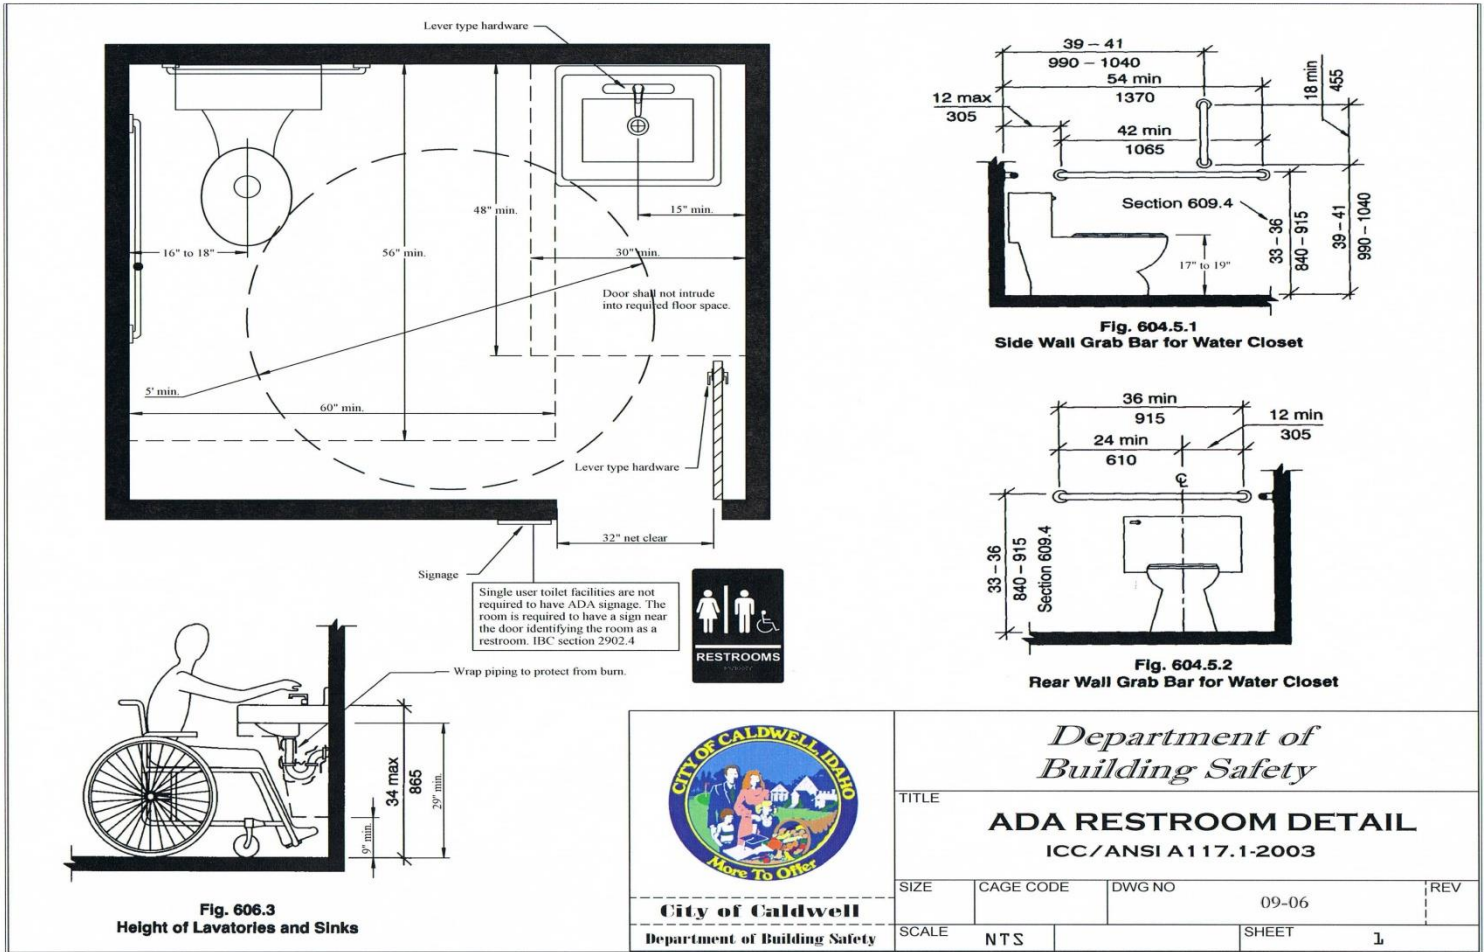 Lever type hardware
48" min.
15" min.
16" to 18"
56" min.
30" min.
Door shall not intrude
into required floor space.
5' min.
60" min.
Lever type hardware
32" net clear
Signage
Single user toilet facilities are not
required to have ADA signage. The
room is required to have a sign near
the door identifying the room as a
restroom. IBC section 2902.4
RESTROOMS
39 – 41
990 – 1040
54 min
1370
12 max
305
42 min
1065
18 min
455
Section 609.4
33 – 36
840 – 915
39 – 41
990 – 1040
17" to 19"
Fig. 604.5.1
Side Wall Grab Bar for Water Closet
36 min
915
12 min
305
24 min
610
33 – 36
840 – 915
Section 609.4
Fig. 604.5.2
Rear Wall Grab Bar for Water Closet
Wrap piping to protect from burn.
34 max
865
29" min.
9" min.
Fig. 606.3
Height of Lavatories and Sinks
CITY OF CALDWELL, IDAHO
More To Offer
City of Caldwell
Department of Building Safety
Department of
Building Safety
TITLE
ADA RESTROOM DETAIL
ICC/ANSI A117.1-2003
SIZE
CAGE CODE
DWG NO
09-06
REV
SCALE
NTS
SHEET
1